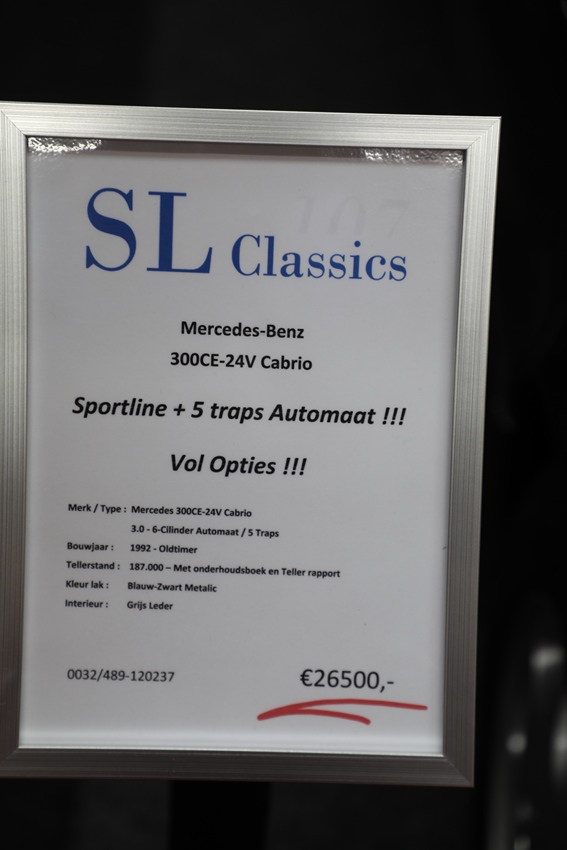 SL Classics
Mercedes-Benz
300CE-24V Cabrio
Sportline + 5 traps Automaat !!!
Vol Opties !!!
Merk / Type : Mercedes 300CE-24V Cabrio
3.0 - 6-Cilinder Automaat / 5 Traps
Bouwjaar : 1992 - Oldtimer
Tellerstand : 187.000 – Met onderhoudsboek en Teller rapport
Kleur lak : Blauw-Zwart Metalic
Interieur : Grijs Leder
0032/489-120237 €26500,-